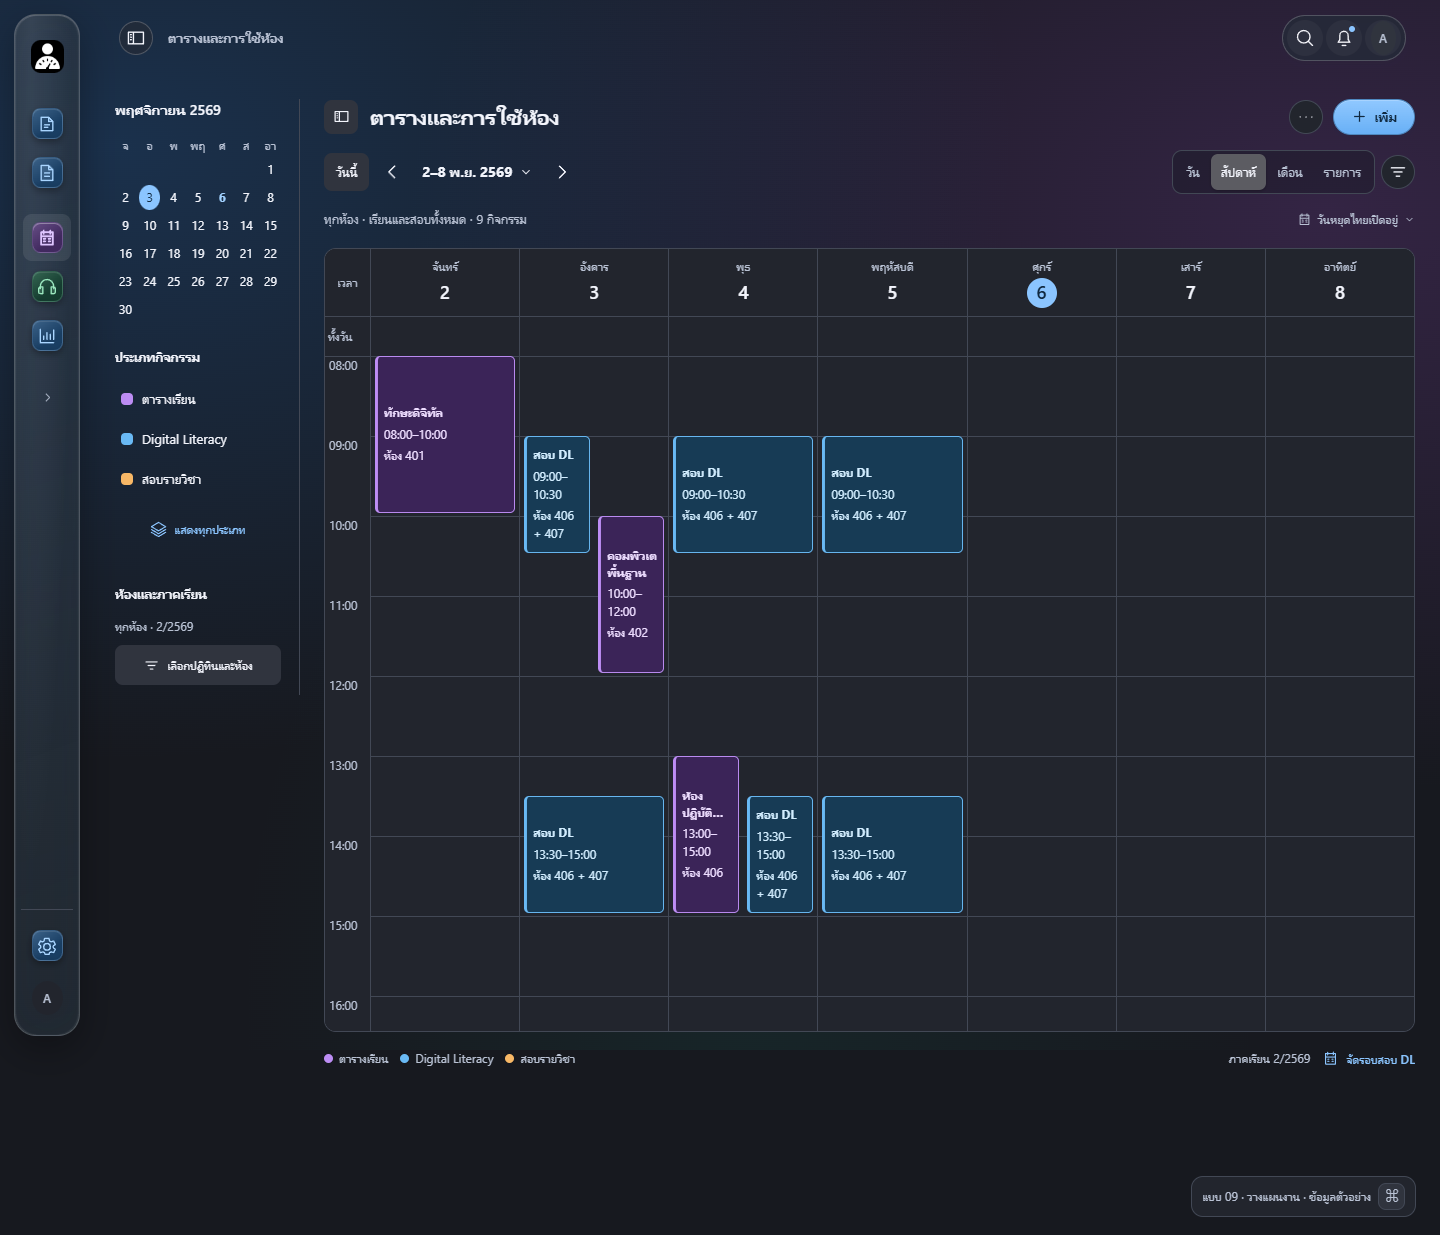 ตารางและการใช้ห้อง
A
พฤศจิกายน 2569
จ อ พ พฤ ศ ส อา
1
2 3 4 5 6 7 8
9 10 11 12 13 14 15
16 17 18 19 20 21 22
23 24 25 26 27 28 29
30
ประเภทกิจกรรม
ตารางเรียน
Digital Literacy
สอบรายวิชา
แสดงทุกประเภท
ห้องและภาคเรียน
ทุกห้อง · 2/2569
เลือกปฏิทินและห้อง
A
ตารางและการใช้ห้อง
··· + เพิ่ม
วันนี้ 2–8 พ.ย. 2569
วัน สัปดาห์ เดือน รายการ
ทุกห้อง · เรียนและสอบทั้งหมด · 9 กิจกรรม
วันหยุดไทยเปิดอยู่
เวลา
จันทร์ อังคาร พุธ พฤหัสบดี ศุกร์ เสาร์ อาทิตย์
2 3 4 5 6 7 8
ทั้งวัน
08:00
09:00
10:00
11:00
12:00
13:00
14:00
15:00
16:00
ทักษะดิจิทัล
08:00–10:00
ห้อง 401
สอบ DL
09:00–
10:30
ห้อง 406
+ 407
คอมพิวเต
พื้นฐาน
10:00–
12:00
ห้อง 402
สอบ DL
13:30–15:00
ห้อง 406 + 407
สอบ DL
09:00–10:30
ห้อง 406 + 407
ห้อง
ปฏิบัติ...
13:00–
15:00
ห้อง 406
สอบ DL
13:30–
15:00
ห้อง 406
+ 407
สอบ DL
09:00–10:30
ห้อง 406 + 407
สอบ DL
13:30–15:00
ห้อง 406 + 407
ตารางเรียน Digital Literacy สอบรายวิชา
ภาคเรียน 2/2569 จัดรอบสอบ DL
แบบ 09 · วางแผนงาน · ข้อมูลตัวอย่าง ⌘